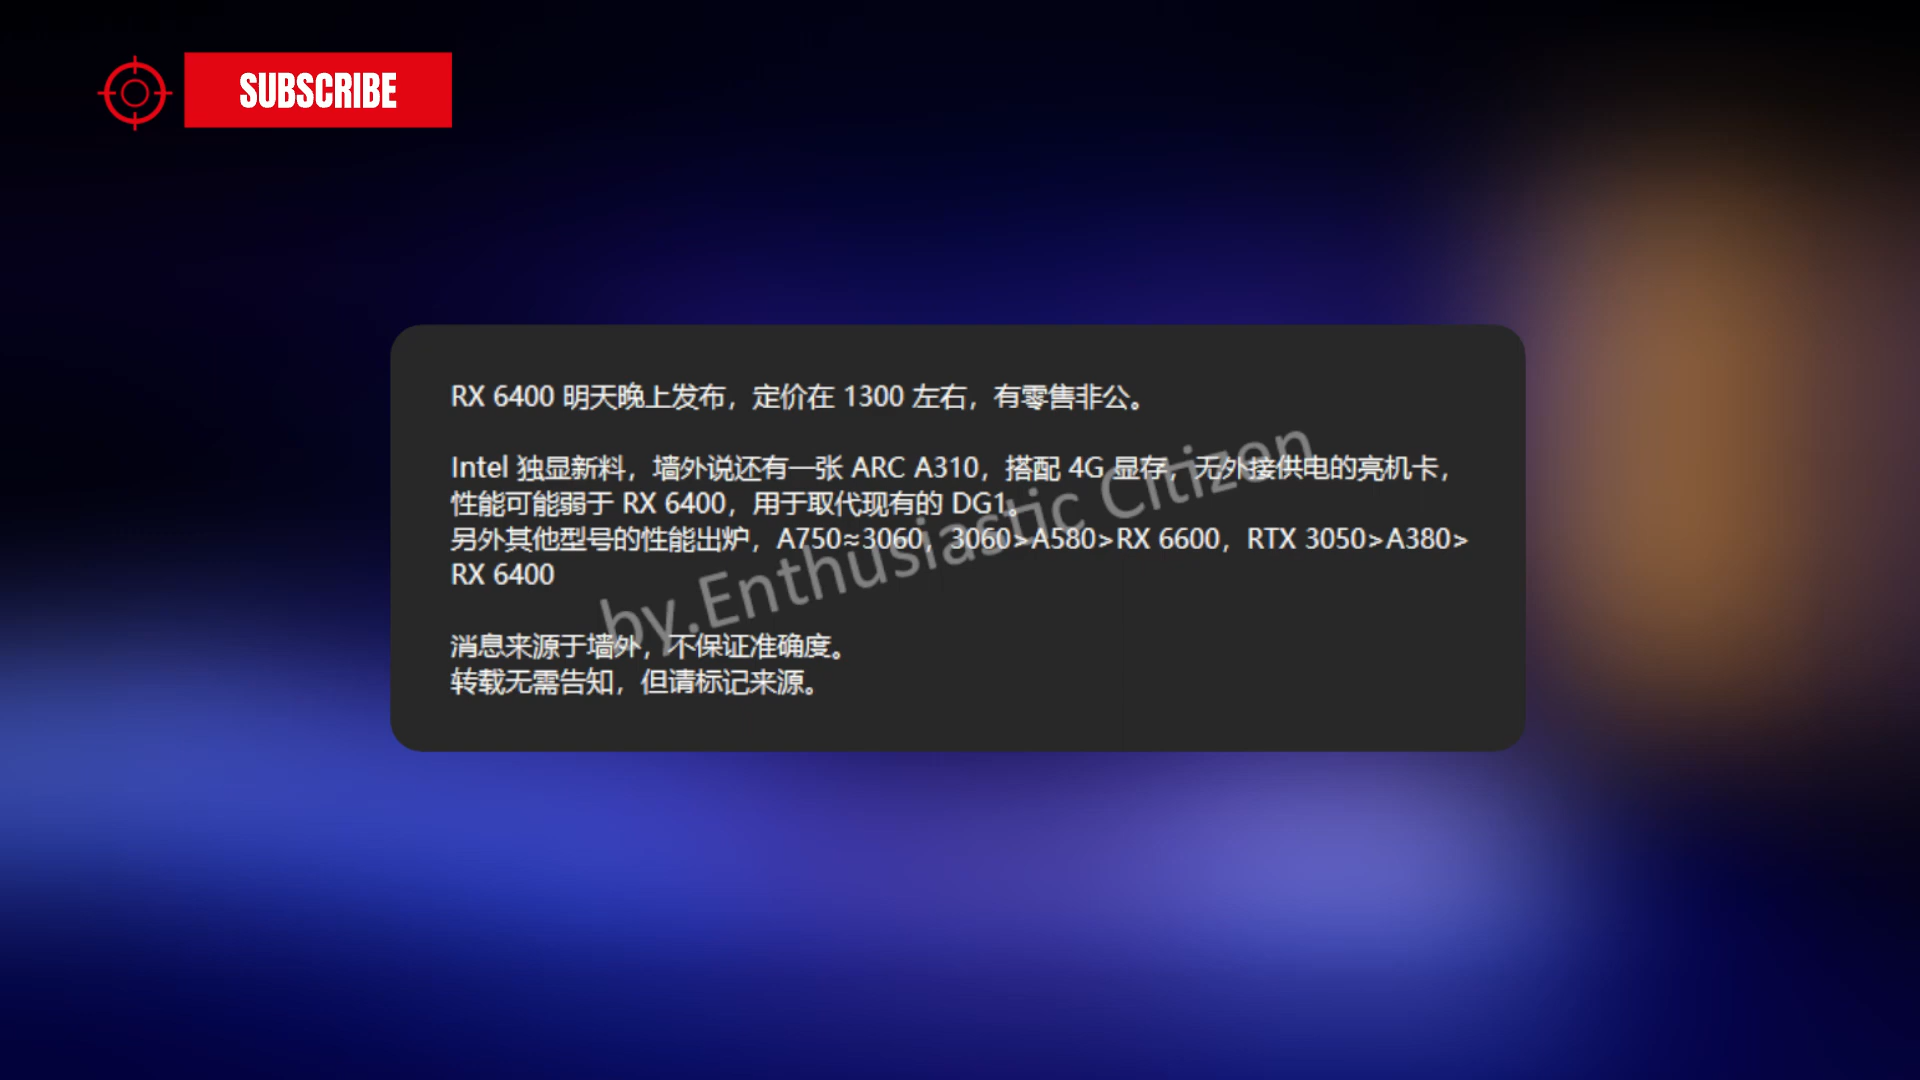 SUBSCRIBE
RX 6400 明天晚上发布，定价在 1300 左右，有零售非公。
Intel 独显新料，墙外说还有一张 ARC A310，搭配 4G 显存，无外接供电的亮机卡，
性能可能弱于 RX 6400，用于取代现有的 DG1。
另外其他型号的性能出炉，A750≈3060，3060>A580>RX 6600，RTX 3050>A380>
RX 6400
消息来源于墙外，不保证准确度。
转载无需告知，但请标记来源。
by.Enthusiastic Citizen